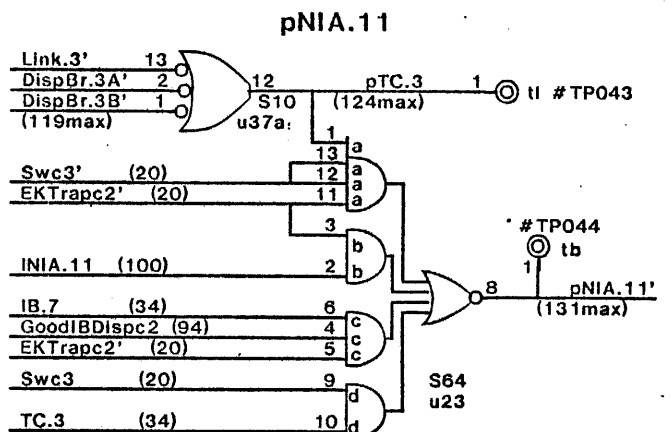 pNIA.11
Link.3' 13
DispBr.3A' 2
DispBr.3B' 1
(119max)
12
S10
u37a
pTC.3
(124max)
1
tl #TP043
1 a
13 a
Swc3' (20) 12 a
EKTrapc2' (20) 11 a
3 b
INIA.11 (100) 2 b
#TP044
tb
1
8
pNIA.11'
(131max)
IB.7 (34) 6 c
GoodIBDispc2 (94) 4 c
EKTrapc2' (20) 5 c
Swc3 (20) 9 d
TC.3 (34) 10 d
S64
u23